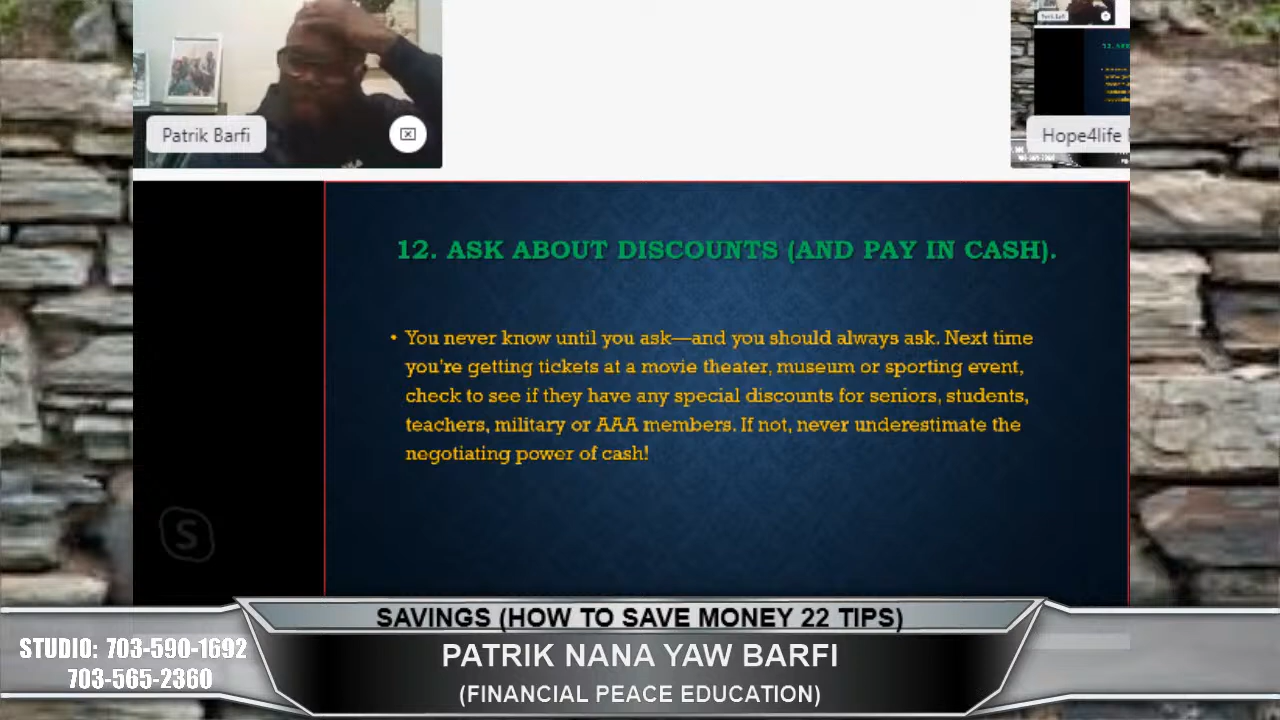 Patrik Barfi
Hope4life
12. ASK ABOUT DISCOUNTS (AND PAY IN CASH).
• You never know until you ask—and you should always ask. Next time
you're getting tickets at a movie theater, museum or sporting event,
check to see if they have any special discounts for seniors, students,
teachers, military or AAA members. If not, never underestimate the
negotiating power of cash!
SAVINGS (HOW TO SAVE MONEY 22 TIPS)
STUDIO: 703-590-1692
703-565-2360
PATRIK NANA YAW BARFI
(FINANCIAL PEACE EDUCATION)